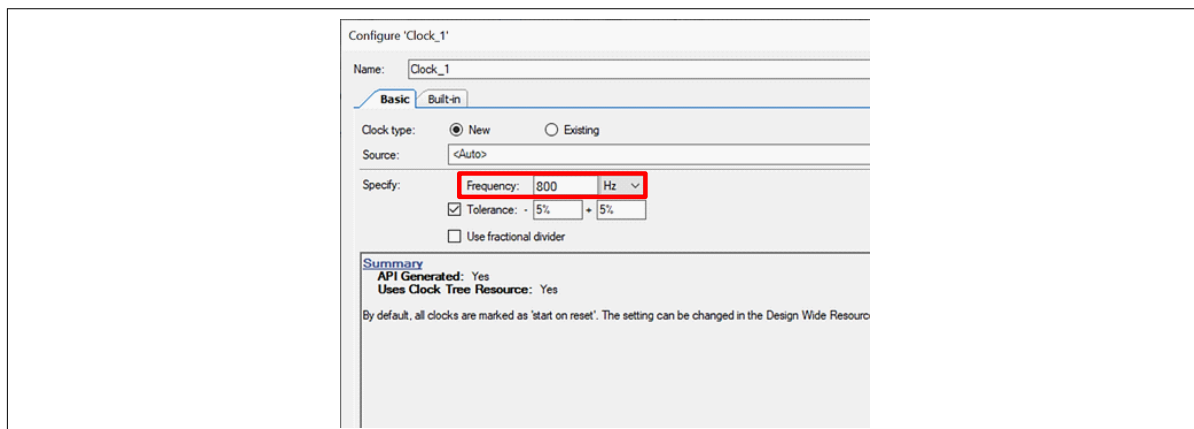 Configure 'Clock_1'
Name: Clock_1
Basic Built-in
Clock type: New Existing
Source: <Auto>
Specify: Frequency: 800 Hz
Tolerance: - 5% + 5%
Use fractional divider
Summary
API Generated: Yes
Uses Clock Tree Resource: Yes
By default, all clocks are marked as 'start on reset'. The setting can be changed in the Design Wide Resourc